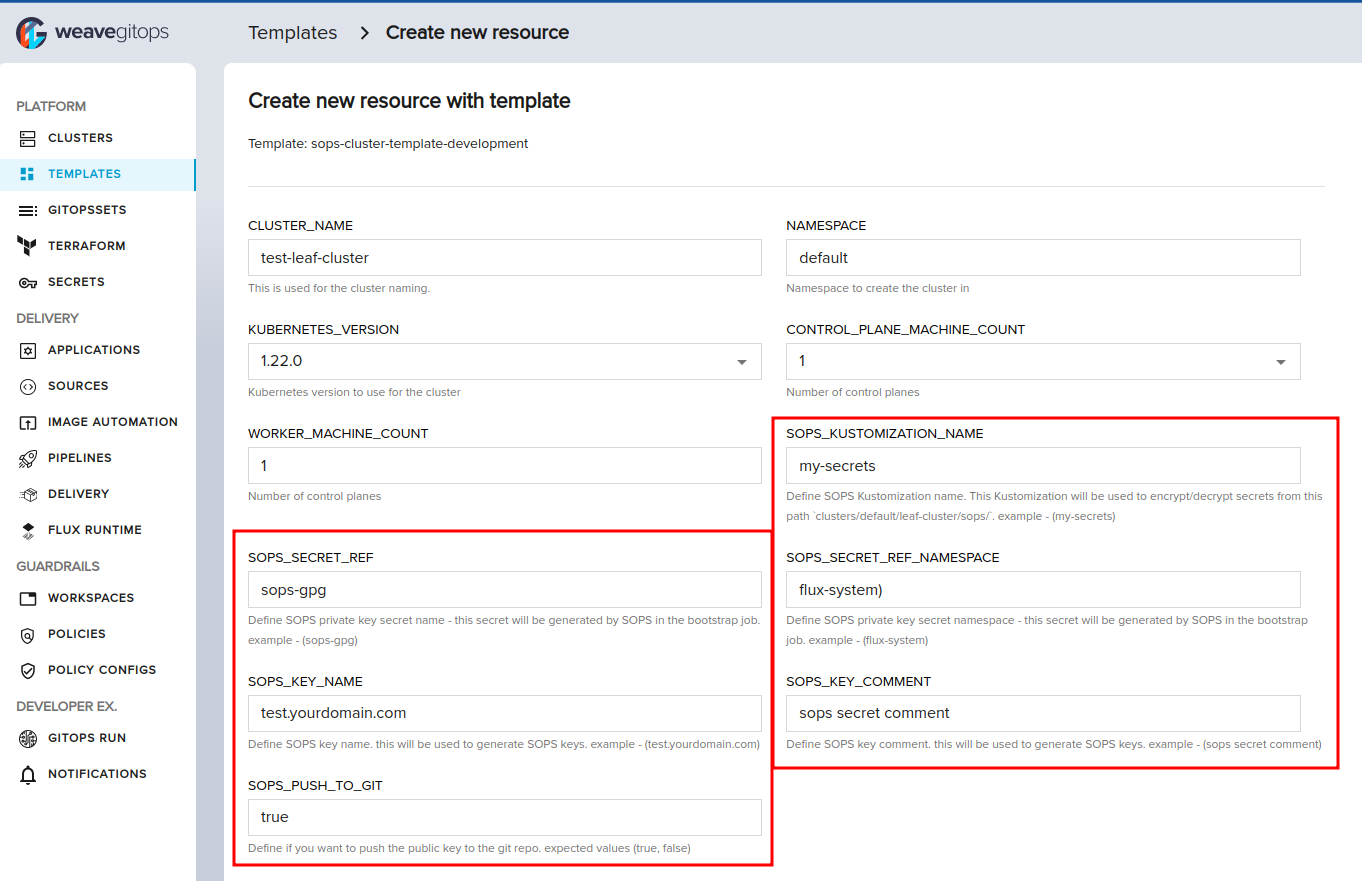 weavegitops
Templates > Create new resource
PLATFORM
CLUSTERS
TEMPLATES
GITOPSSETS
TERRAFORM
SECRETS
DELIVERY
APPLICATIONS
SOURCES
IMAGE AUTOMATION
PIPELINES
DELIVERY
FLUX RUNTIME
GUARDRAILS
WORKSPACES
POLICIES
POLICY CONFIGS
DEVELOPER EX.
GITOPS RUN
NOTIFICATIONS
Create new resource with template
Template: sops-cluster-template-development
CLUSTER_NAME
test-leaf-cluster
This is used for the cluster naming.
NAMESPACE
default
Namespace to create the cluster in
KUBERNETES_VERSION
1.22.0
Kubernetes version to use for the cluster
CONTROL_PLANE_MACHINE_COUNT
1
Number of control planes
WORKER_MACHINE_COUNT
1
Number of control planes
SOPS_KUSTOMIZATION_NAME
my-secrets
Define SOPS Kustomization name. This Kustomization will be used to encrypt/decrypt secrets from this
path `clusters/default/leaf-cluster/sops/`. example - (my-secrets)
SOPS_SECRET_REF
sops-gpg
Define SOPS private key secret name - this secret will be generated by SOPS in the bootstrap job.
example - (sops-gpg)
SOPS_SECRET_REF_NAMESPACE
flux-system)
Define SOPS private key secret namespace - this secret will be generated by SOPS in the bootstrap
job. example - (flux-system)
SOPS_KEY_NAME
test.yourdomain.com
Define SOPS key name. this will be used to generate SOPS keys. example - (test.yourdomain.com)
SOPS_KEY_COMMENT
sops secret comment
Define SOPS key comment. this will be used to generate SOPS keys. example - (sops secret comment)
SOPS_PUSH_TO_GIT
true
Define if you want to push the public key to the git repo. expected values (true, false)